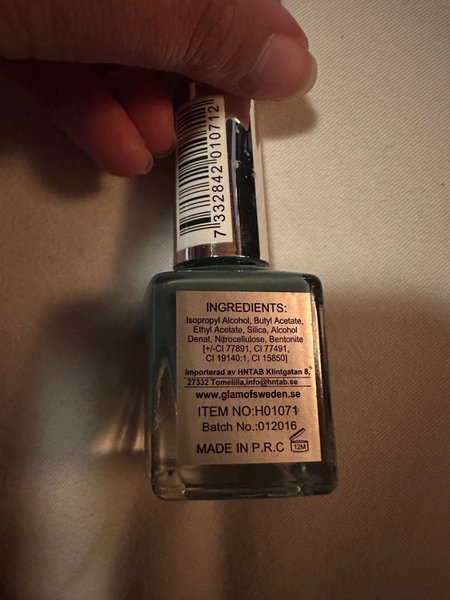 7 332842 010712
INGREDIENTS:
Isopropyl Alcohol, Butyl Acetate,
Ethyl Acetate, Silica, Alcohol
Denat, Nitrocellulose, Bentonite
[+/-CI 77891, CI 77491,
CI 19140:1, CI 15850]
Importerad av HNTAB Klintgatan 8,
27332 Tomelilla,info@hntab.se
www.glamofsweden.se
ITEM NO:H01071
Batch No.:012016
MADE IN P.R.C 12M